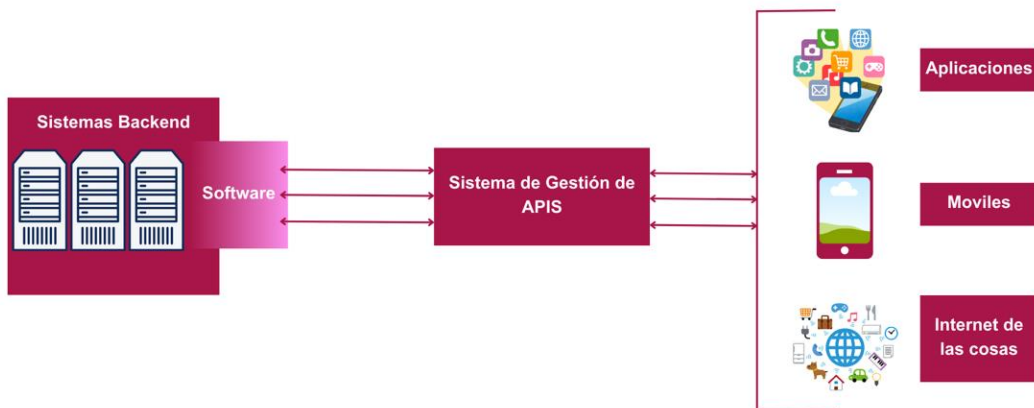 Sistemas Backend
Software
Sistema de Gestión de
APIS
Aplicaciones
Moviles
Internet de
las cosas